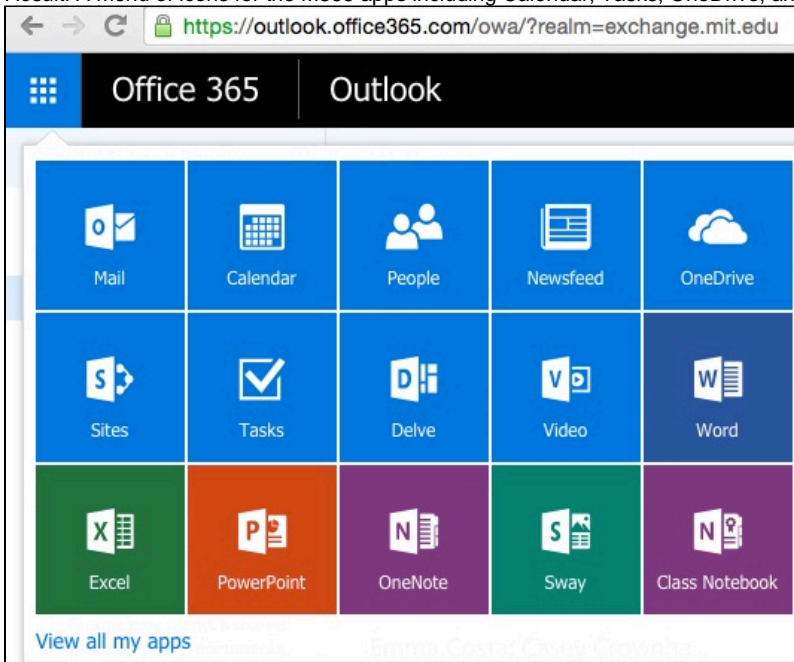 https://outlook.office365.com/owa/?realm=exchange.mit.edu
Office 365 Outlook
Mail Calendar People Newsfeed OneDrive
Sites Tasks Delve Video Word
Excel PowerPoint OneNote Sway Class Notebook
View all my apps